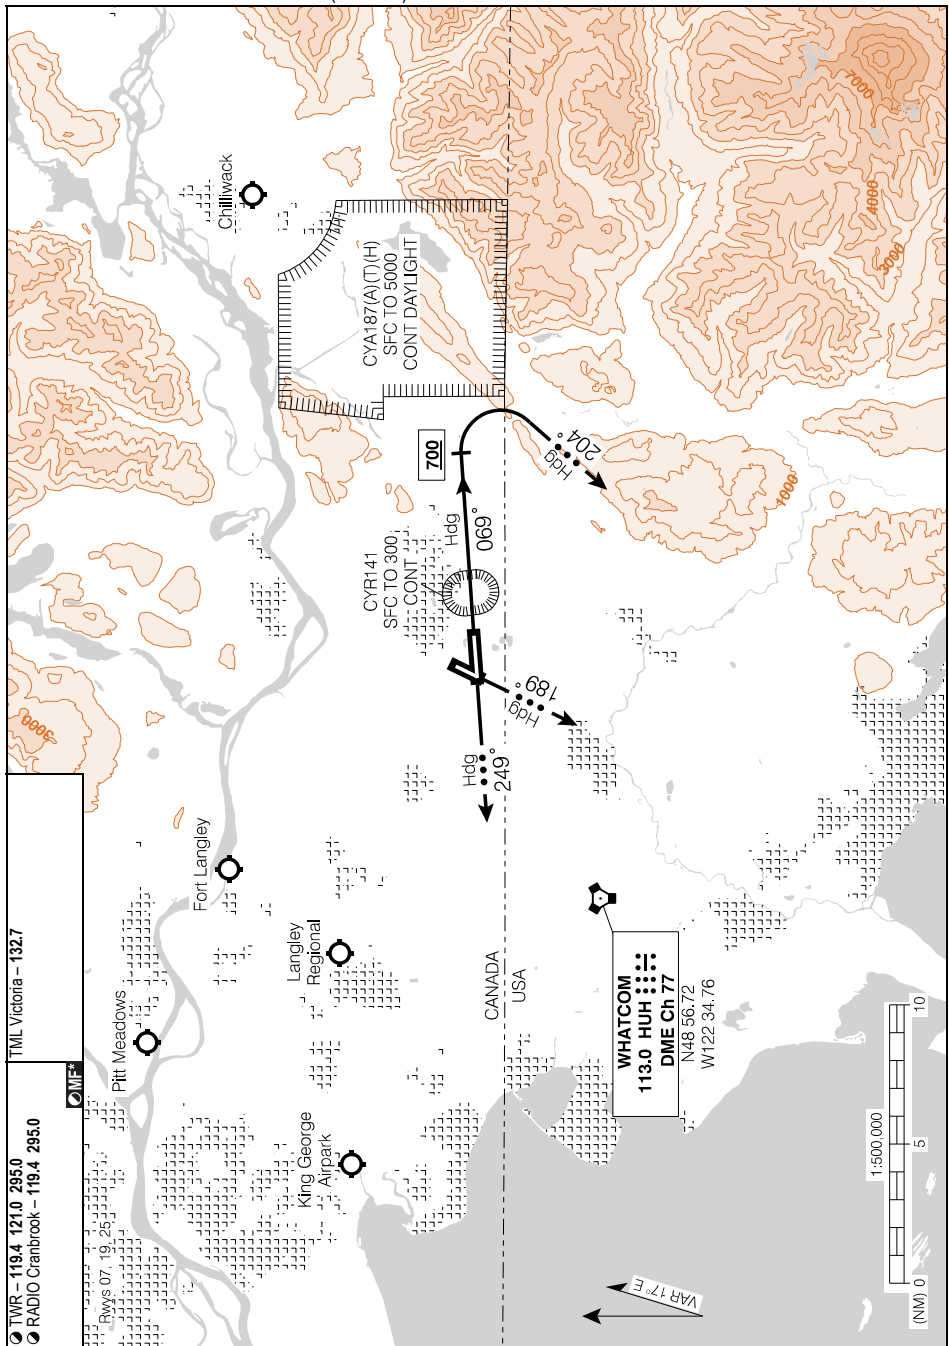 TWR – 119.4 121.0 295.0
RADIO Cranbrook – 119.4 295.0
MF*
TML Victoria – 132.7
Rwys 07, 19, 25
Pitt Meadows
Fort Langley
Langley
Regional
King George
Airpark
Chilliwack
CYA187(A)(T)(H)
SFC TO 5000
CONT DAYLIGHT
CYR141
SFC TO 300
CONT
700
Hdg
069°
Hdg
204°
Hdg
189°
Hdg
249°
CANADA
USA
WHATCOM
113.0 HUH
DME Ch 77
N48 56.72
W122 34.76
3000
7000
4000
3000
1000
VAR 17° E
1:500,000
(NM) 0
5
10